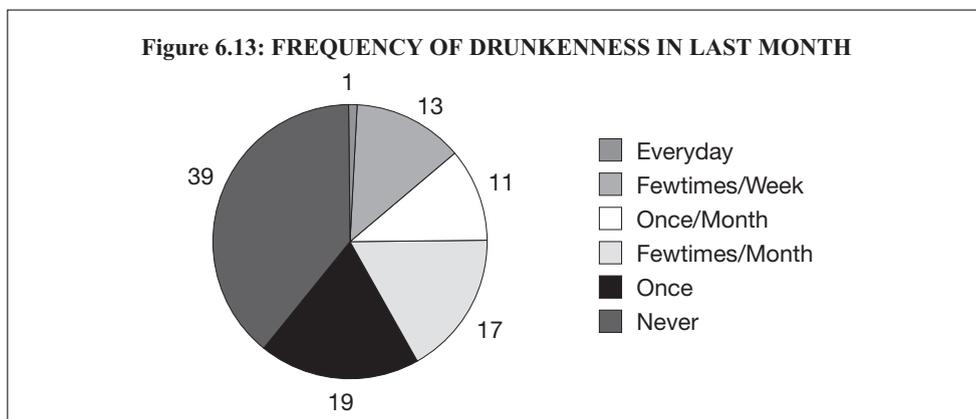 Figure 6.13: FREQUENCY OF DRUNKENNESS IN LAST MONTH
1
13
39
11
17
19
Everyday
Fewtimes/Week
Once/Month
Fewtimes/Month
Once
Never